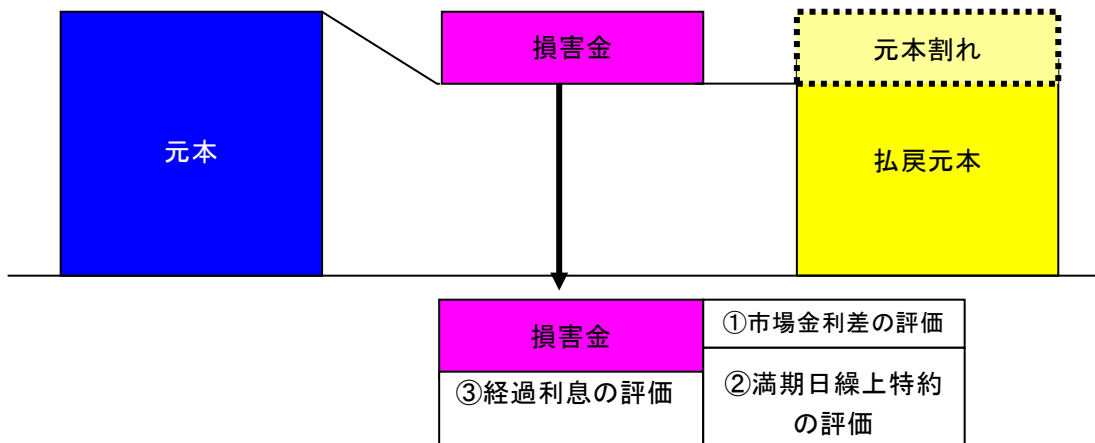 元本
損害金
元本割れ
払戻元本
損害金
①市場金利差の評価
③経過利息の評価
②満期日繰上特約
の評価